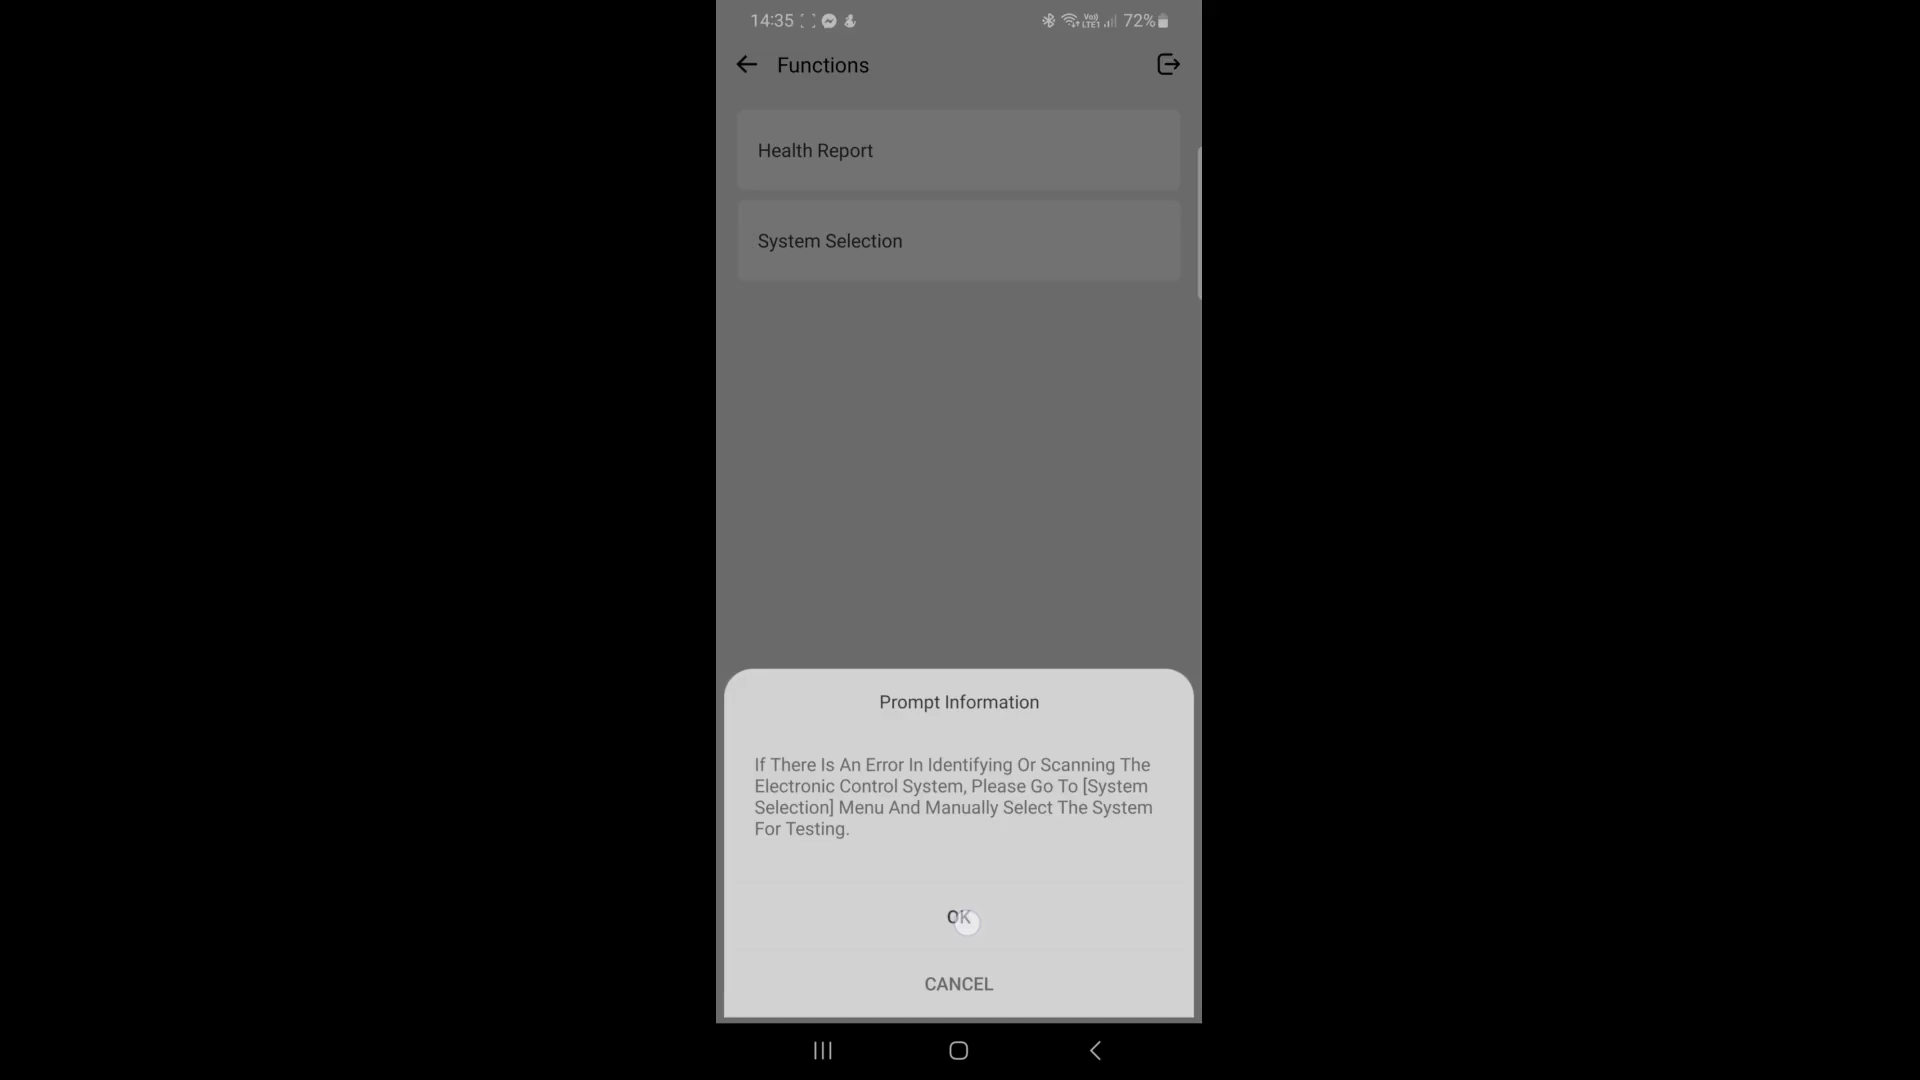 14:35 72%
Functions
Health Report
System Selection
Prompt Information
If There Is An Error In Identifying Or Scanning The
Electronic Control System, Please Go To [System
Selection] Menu And Manually Select The System
For Testing.
OK
CANCEL